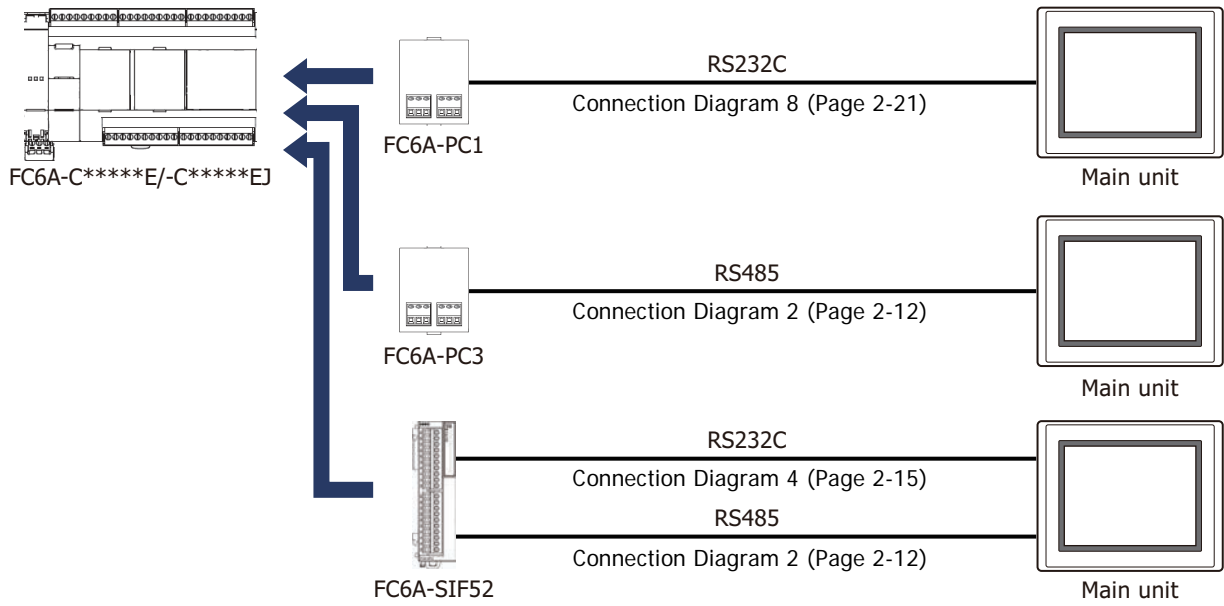 RS232C
Connection Diagram 8 (Page 2-21)
FC6A-PC1
FC6A-C*****E/-C*****EJ
Main unit
RS485
Connection Diagram 2 (Page 2-12)
FC6A-PC3
Main unit
RS232C
Connection Diagram 4 (Page 2-15)
RS485
Connection Diagram 2 (Page 2-12)
FC6A-SIF52
Main unit